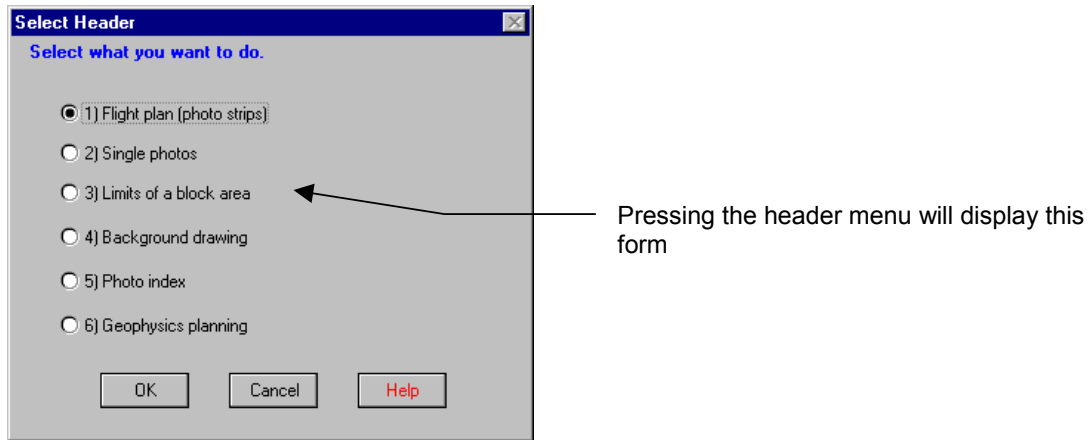 Select Header
Select what you want to do.
1) Flight plan (photo strips)
2) Single photos
3) Limits of a block area
4) Background drawing
5) Photo index
6) Geophysics planning
OK Cancel Help
Pressing the header menu will display this
form